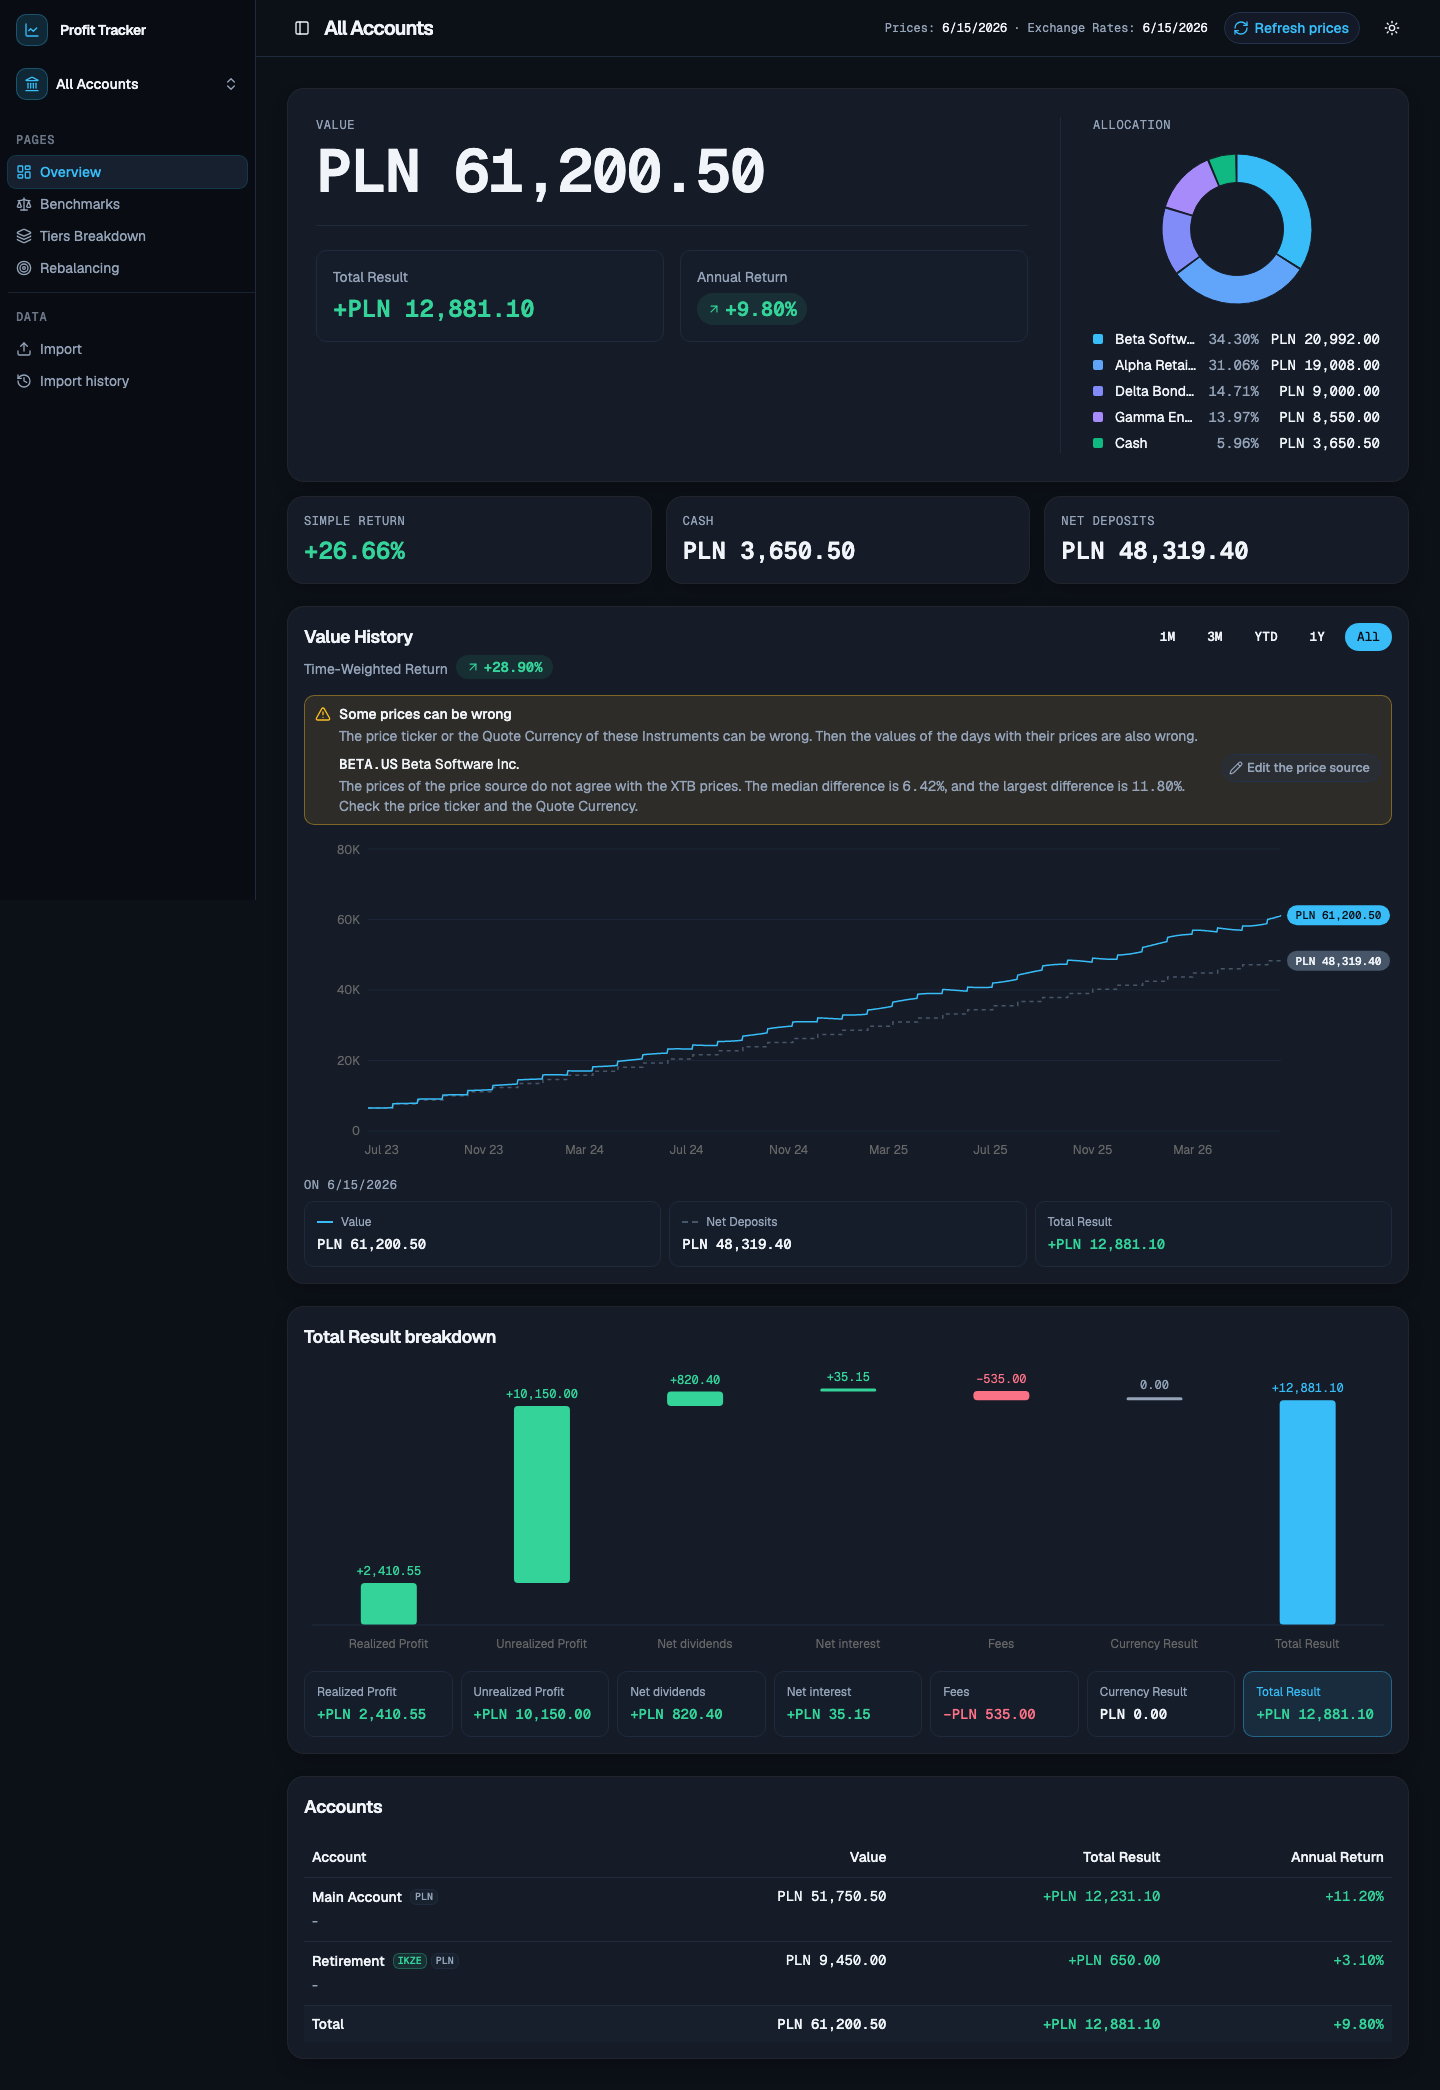 Profit Tracker
All Accounts
PAGES
Overview
Benchmarks
Tiers Breakdown
Rebalancing
DATA
Import
Import history
All Accounts
Prices: 6/15/2026 · Exchange Rates: 6/15/2026
Refresh prices
VALUE
PLN 61,200.50
Total Result
+PLN 12,881.10
Annual Return
+9.80%
ALLOCATION
Beta Softw… 34.30% PLN 20,992.00
Alpha Retai… 31.06% PLN 19,008.00
Delta Bond… 14.71% PLN 9,000.00
Gamma En… 13.97% PLN 8,550.00
Cash 5.96% PLN 3,650.50
SIMPLE RETURN
+26.66%
CASH
PLN 3,650.50
NET DEPOSITS
PLN 48,319.40
Value History
1M 3M YTD 1Y All
Time-Weighted Return +28.90%
Some prices can be wrong
The price ticker or the Quote Currency of these Instruments can be wrong. Then the values of the days with their prices are also wrong.
BETA.US Beta Software Inc.
The prices of the price source do not agree with the XTB prices. The median difference is 6.42%, and the largest difference is 11.80%.
Check the price ticker and the Quote Currency.
Edit the price source
80K
60K
40K
20K
0
PLN 61,200.50
PLN 48,319.40
Jul 23 Nov 23 Mar 24 Jul 24 Nov 24 Mar 25 Jul 25 Nov 25 Mar 26
ON 6/15/2026
Value
PLN 61,200.50
Net Deposits
PLN 48,319.40
Total Result
+PLN 12,881.10
Total Result breakdown
+2,410.55
+10,150.00
+820.40
+35.15
−535.00
0.00
+12,881.10
Realized Profit Unrealized Profit Net dividends Net interest Fees Currency Result Total Result
Realized Profit
+PLN 2,410.55
Unrealized Profit
+PLN 10,150.00
Net dividends
+PLN 820.40
Net interest
+PLN 35.15
Fees
−PLN 535.00
Currency Result
PLN 0.00
Total Result
+PLN 12,881.10
Accounts
Account Value Total Result Annual Return
Main Account PLN PLN 51,750.50 +PLN 12,231.10 +11.20%
-
Retirement IKZE PLN PLN 9,450.00 +PLN 650.00 +3.10%
-
Total PLN 61,200.50 +PLN 12,881.10 +9.80%